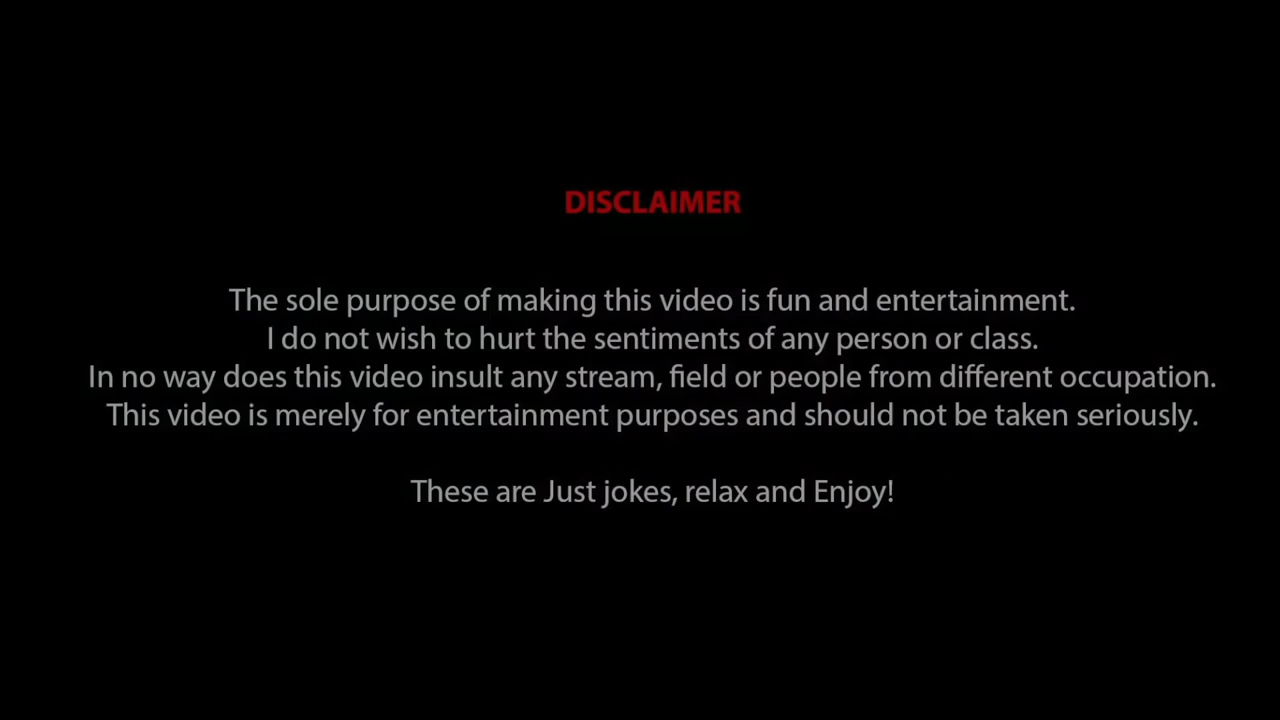 DISCLAIMER
The sole purpose of making this video is fun and entertainment.
I do not wish to hurt the sentiments of any person or class.
In no way does this video insult any stream, field or people from different occupation.
This video is merely for entertainment purposes and should not be taken seriously.
These are Just jokes, relax and Enjoy!